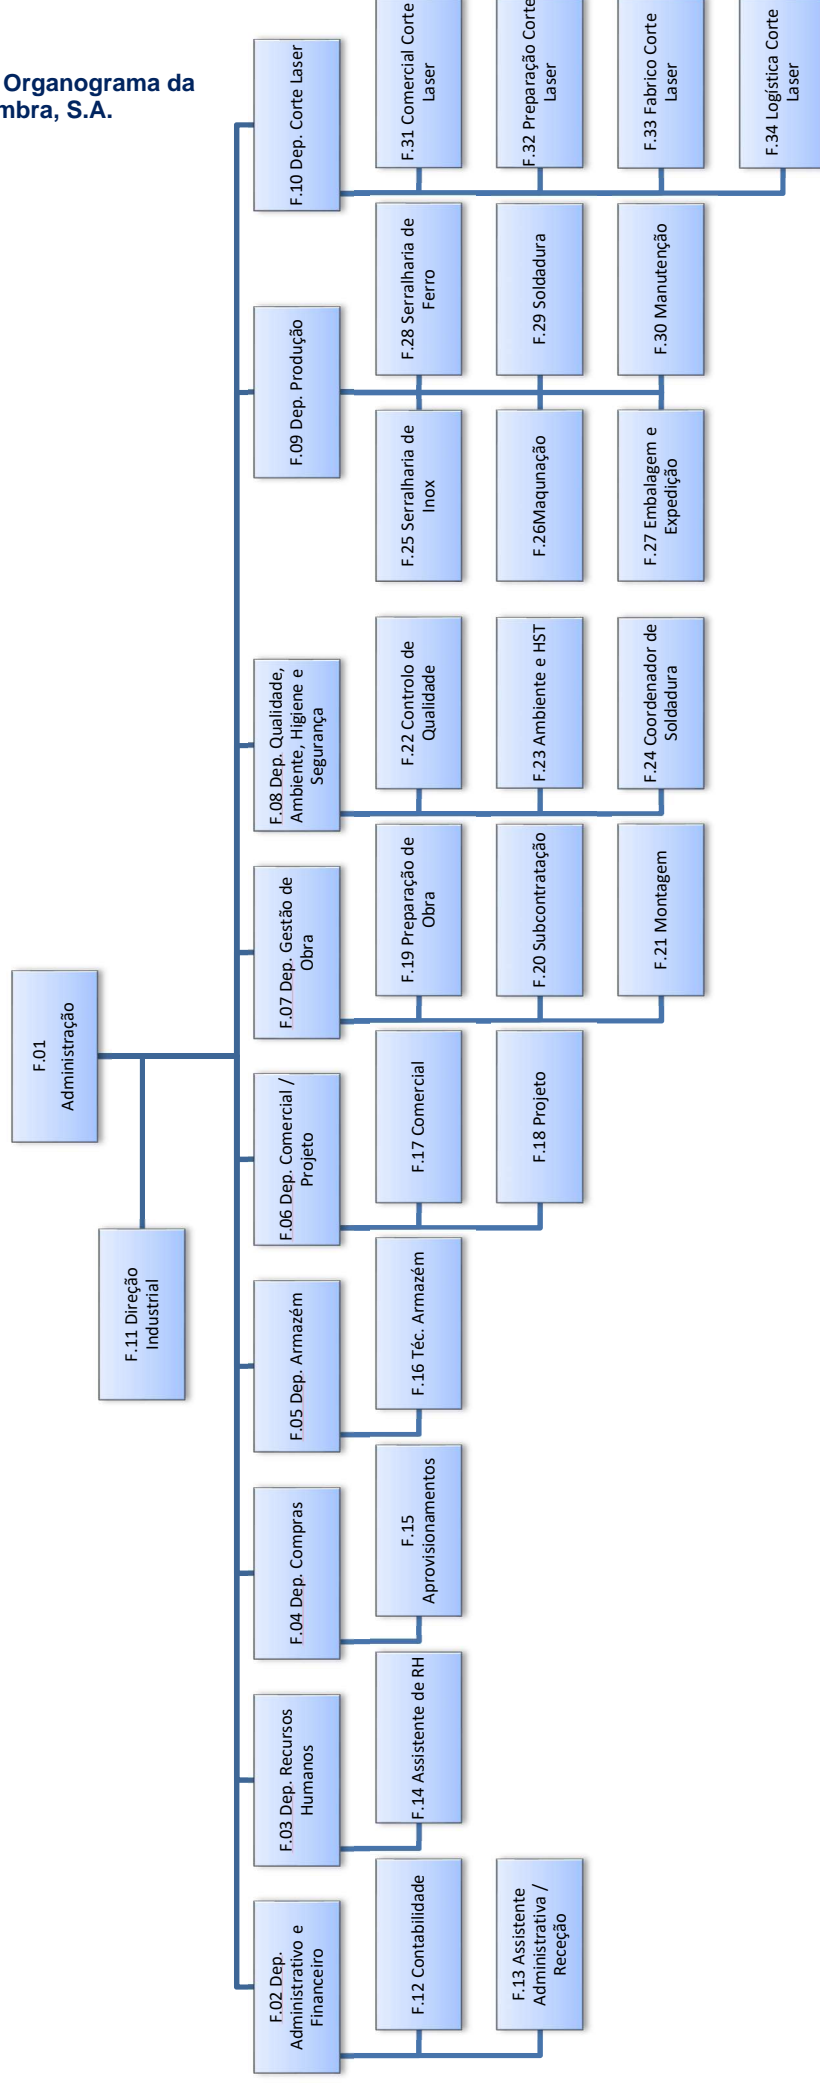 Organograma da
mbra, S.A.
F.01
Administração
F.11 Direção
Industrial
F.02 Dep.
Administrativo e
Financeiro
F.03 Dep. Recursos
Humanos
F.04 Dep. Compras
F.05 Dep. Armazém
F.06 Dep. Comercial /
Projeto
F.07 Dep. Gestão de
Obra
F.08 Dep. Qualidade,
Ambiente, Higiene e
Segurança
F.09 Dep. Produção
F.10 Dep. Corte Laser
F.12 Contabilidade
F.14 Assistente de RH
F.15
Aprovisionamentos
F.16 Téc. Armazém
F.17 Comercial
F.19 Preparação de
Obra
F.22 Controlo de
Qualidade
F.25 Serralharia de
Inox
F.28 Serralharia de
Ferro
F.31 Comercial Corte
Laser
F.13 Assistente
Administrativa /
Receção
F.18 Projeto
F.20 Subcontratação
F.23 Ambiente e HST
F.26Maqunação
F.29 Soldadura
F.32 Preparação Corte
Laser
F.21 Montagem
F.24 Coordenador de
Soldadura
F.27 Embalagem e
Expedição
F.30 Manutenção
F.33 Fabrico Corte
Laser
F.34 Logística Corte
Laser